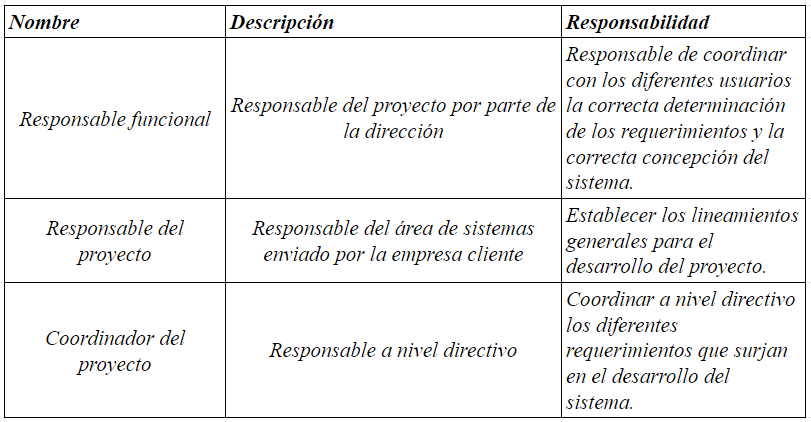 Nombre Descripción Responsabilidad
Responsable funcional
Responsable del proyecto por parte de
la dirección
Responsable de coordinar
con los diferentes usuarios
la correcta determinación
de los requerimientos y la
correcta concepción del
sistema.
Responsable del
proyecto
Responsable del área de sistemas
enviado por la empresa cliente
Establecer los lineamientos
generales para el
desarrollo del proyecto.
Coordinador del
proyecto
Responsable a nivel directivo
Coordinar a nivel directivo
los diferentes
requerimientos que surjan
en el desarrollo del
sistema.